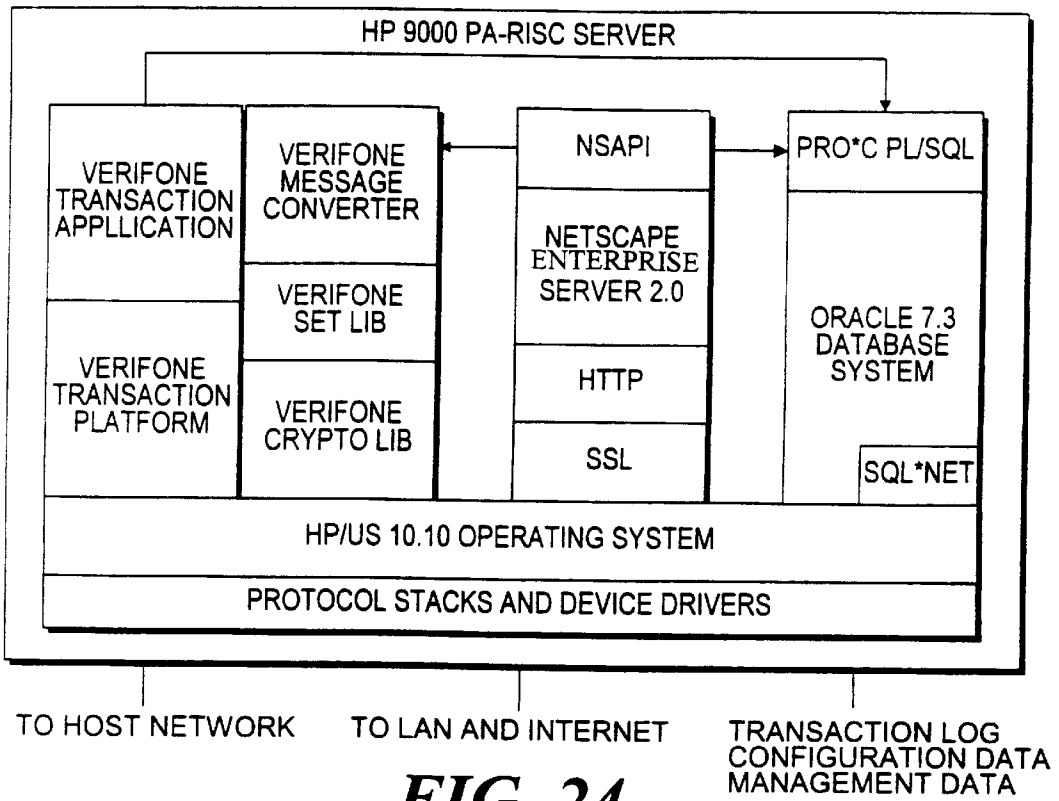 HP 9000 PA-RISC SERVER
VERIFONE
TRANSACTION
APPLLICATION
VERIFONE
TRANSACTION
PLATFORM
VERIFONE
MESSAGE
CONVERTER
VERIFONE
SET LIB
VERIFONE
CRYPTO LIB
NSAPI
NETSCAPE
ENTERPRISE
SERVER 2.0
HTTP
SSL
PRO*C PL/SQL
ORACLE 7.3
DATABASE
SYSTEM
SQL*NET
HP/US 10.10 OPERATING SYSTEM
PROTOCOL STACKS AND DEVICE DRIVERS
TO HOST NETWORK
TO LAN AND INTERNET
TRANSACTION LOG
CONFIGURATION DATA
MANAGEMENT DATA
FIG. 24